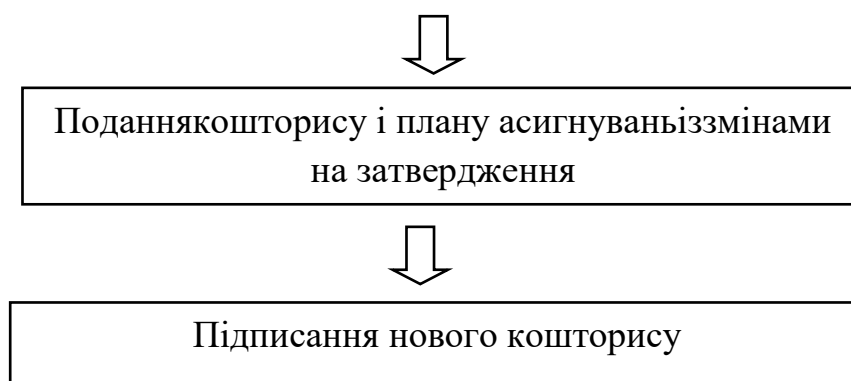 Поданнякошторису і плану асигнуваньіззмінами
на затвердження
Підписання нового кошторису